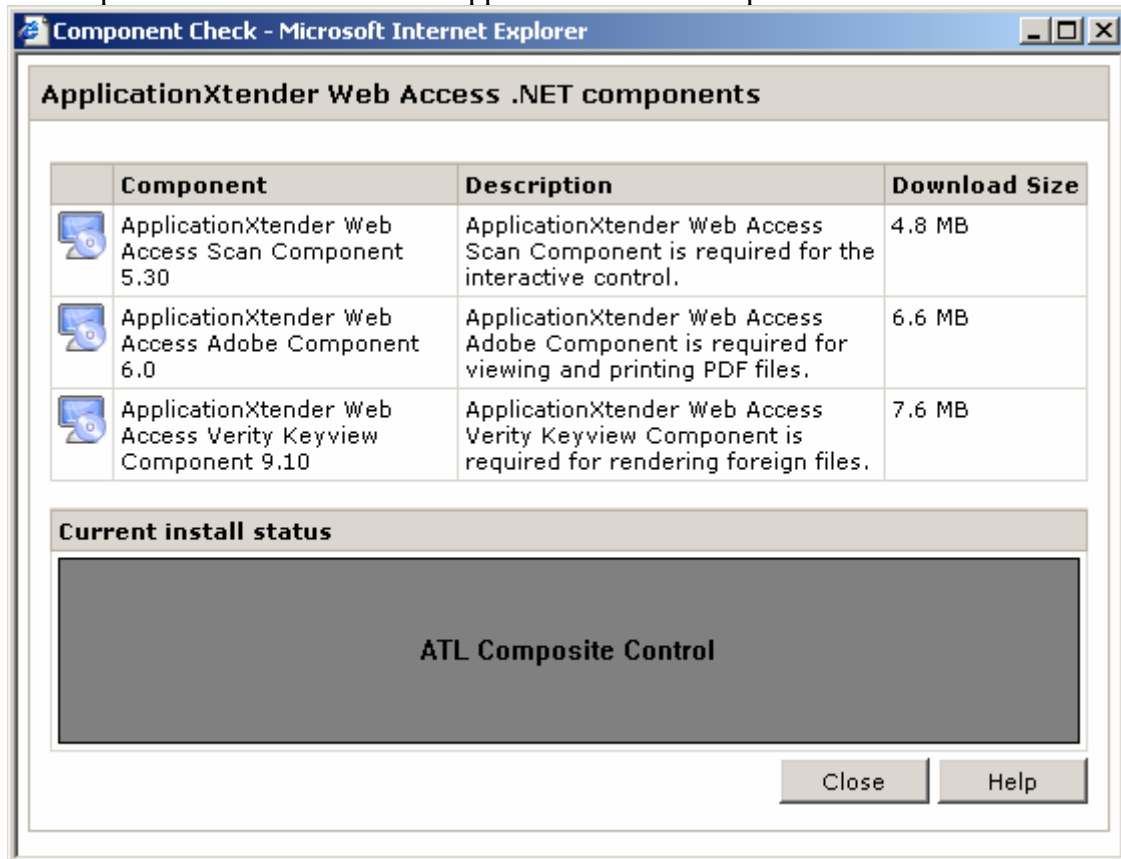 Component Check - Microsoft Internet Explorer
ApplicationXtender Web Access .NET components
Component Description Download Size
ApplicationXtender Web
Access Scan Component
5.30
ApplicationXtender Web Access
Scan Component is required for the
interactive control.
4.8 MB
ApplicationXtender Web
Access Adobe Component
6.0
ApplicationXtender Web Access
Adobe Component is required for
viewing and printing PDF files.
6.6 MB
ApplicationXtender Web
Access Verity Keyview
Component 9.10
ApplicationXtender Web Access
Verity Keyview Component is
required for rendering foreign files.
7.6 MB
Current install status
ATL Composite Control
Close Help